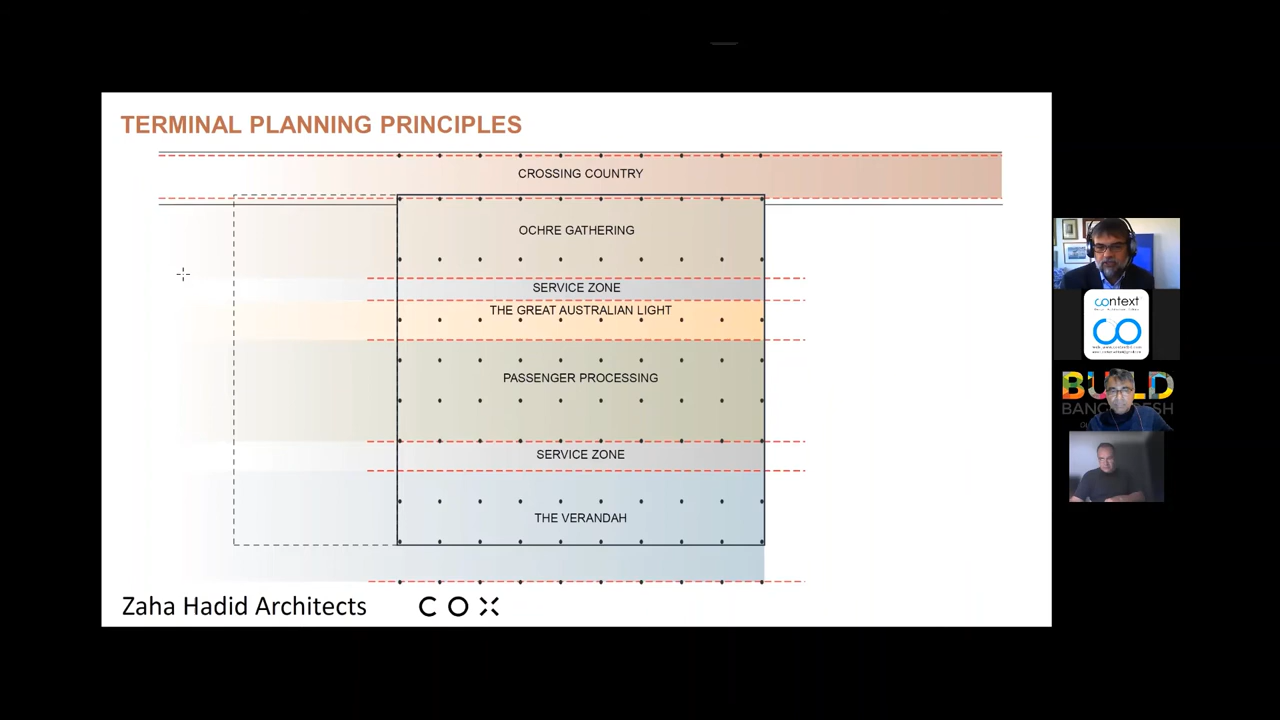 TERMINAL PLANNING PRINCIPLES
CROSSING COUNTRY
OCHRE GATHERING
SERVICE ZONE
THE GREAT AUSTRALIAN LIGHT
PASSENGER PROCESSING
SERVICE ZONE
THE VERANDAH
Zaha Hadid Architects
COX
context
BUILD